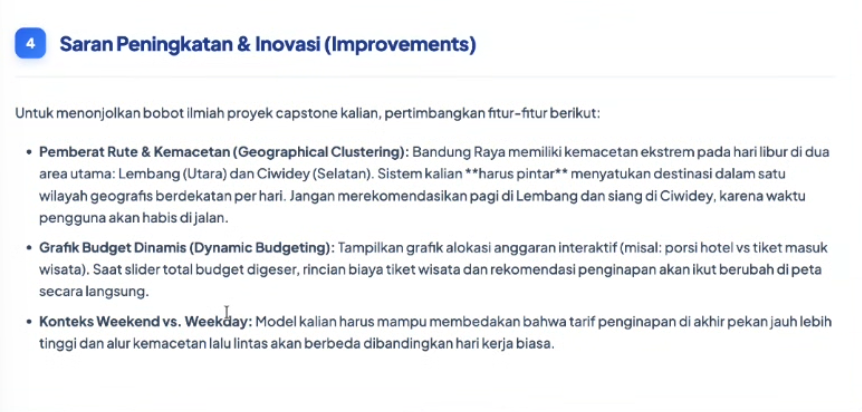 4 Saran Peningkatan & Inovasi (Improvements)
Untuk menonjolkan bobot ilmiah proyek capstone kalian, pertimbangkan fitur-fitur berikut:
• Pemberat Rute & Kemacetan (Geographical Clustering): Bandung Raya memiliki kemacetan ekstrem pada hari libur di dua
area utama: Lembang (Utara) dan Ciwidey (Selatan). Sistem kalian **harus pintar** menyatukan destinasi dalam satu
wilayah geografis berdekatan per hari. Jangan merekomendasikan pagi di Lembang dan siang di Ciwidey, karena waktu
pengguna akan habis di jalan.
• Grafik Budget Dinamis (Dynamic Budgeting): Tampilkan grafik alokasi anggaran interaktif (misal: porsi hotel vs tiket masuk
wisata). Saat slider total budget digeser, rincian biaya tiket wisata dan rekomendasi penginapan akan ikut berubah di peta
secara langsung.
• Konteks Weekend vs. Weekday: Model kalian harus mampu membedakan bahwa tarif penginapan di akhir pekan jauh lebih
tinggi dan alur kemacetan lalu lintas akan berbeda dibandingkan hari kerja biasa.